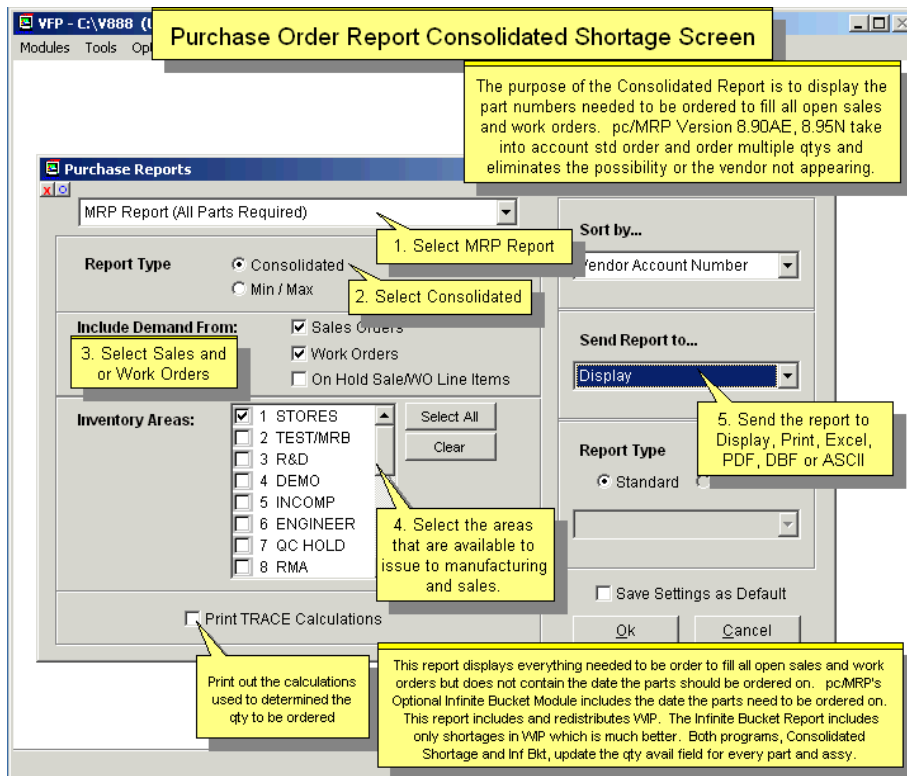 VFP - C:\V888 (U
Purchase Order Report Consolidated Shortage Screen
Modules Tools Opt
The purpose of the Consolidated Report is to display the
part numbers needed to be ordered to fill all open sales
and work orders. pc/MRP Version 8.90AE, 8.95N take
into account std order and order multiple qtys and
eliminates the possibility or the vendor not appearing.
Purchase Reports
MRP Report (All Parts Required)
1. Select MRP Report
Report Type
Consolidated
Min / Max
2. Select Consolidated
Include Demand From:
Sales Orders
3. Select Sales and
or Work Orders
Work Orders
On Hold Sale/WO Line Items
Inventory Areas:
1 STORES
2 TEST/MRB
3 R&D
4 DEMO
5 INCOMP
6 ENGINEER
7 QC HOLD
8 RMA
Select All
Clear
4. Select the areas
that are available to
issue to manufacturing
and sales.
Print TRACE Calculations
Print out the calculations
used to determined the
qty to be ordered
Sort by...
Vendor Account Number
Send Report to...
Display
5. Send the report to
Display, Print, Excel,
PDF, DBF or ASCII
Report Type
Standard
Save Settings as Default
Ok
Cancel
This report displays everything needed to be order to fill all open sales and work
orders but does not contain the date the parts should be ordered on. pc/MRP's
Optional Infinite Bucket Module includes the date the parts need to be ordered on.
This report includes and redistributes WIP. The Infinite Bucket Report includes
only shortages in WIP which is much better. Both programs, Consolidated
Shortage and Inf Bkt, update the qty avail field for every part and assy.